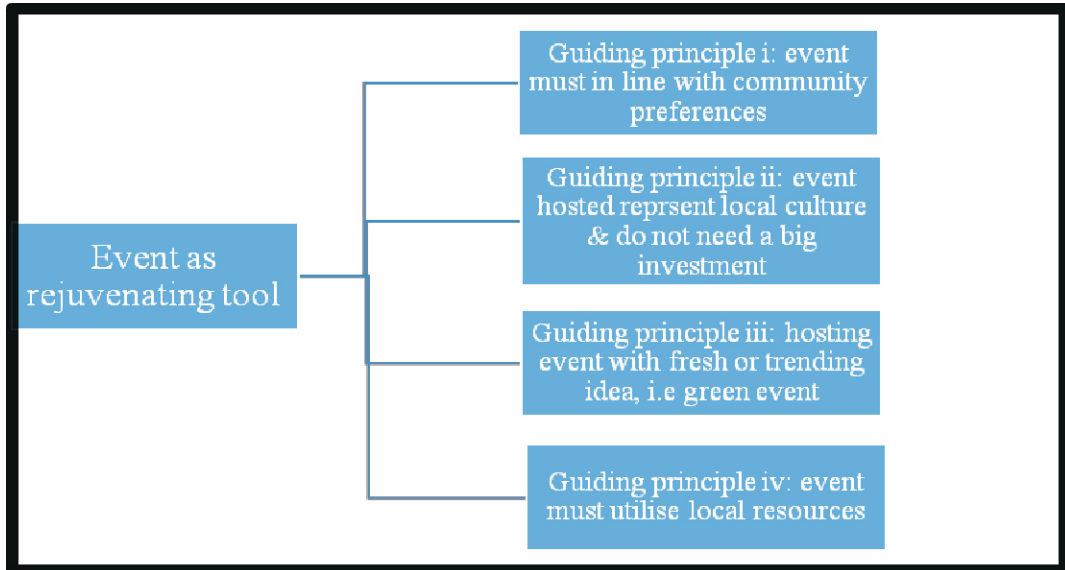 Event as
rejuvenating tool
Guiding principle i: event
must in line with community
preferences
Guiding principle ii: event
hosted reprsent local culture
& do not need a big
investment
Guiding principle iii: hosting
event with fresh or trending
idea, i.e green event
Guiding principle iv: event
must utilise local resources